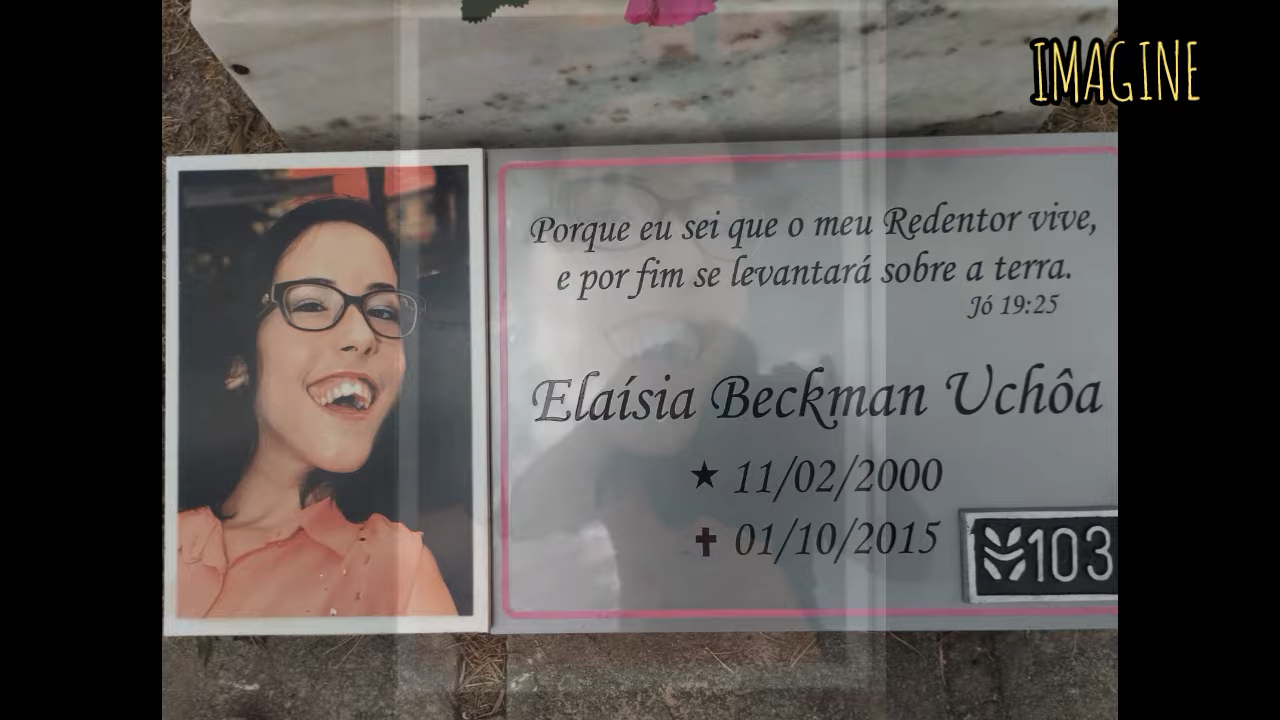 IMAGINE
Porque eu sei que o meu Redentor vive,
e por fim se levantará sobre a terra.
Jó 19:25
Elaísia Beckman Uchôa
★ 11/02/2000
✝ 01/10/2015
103